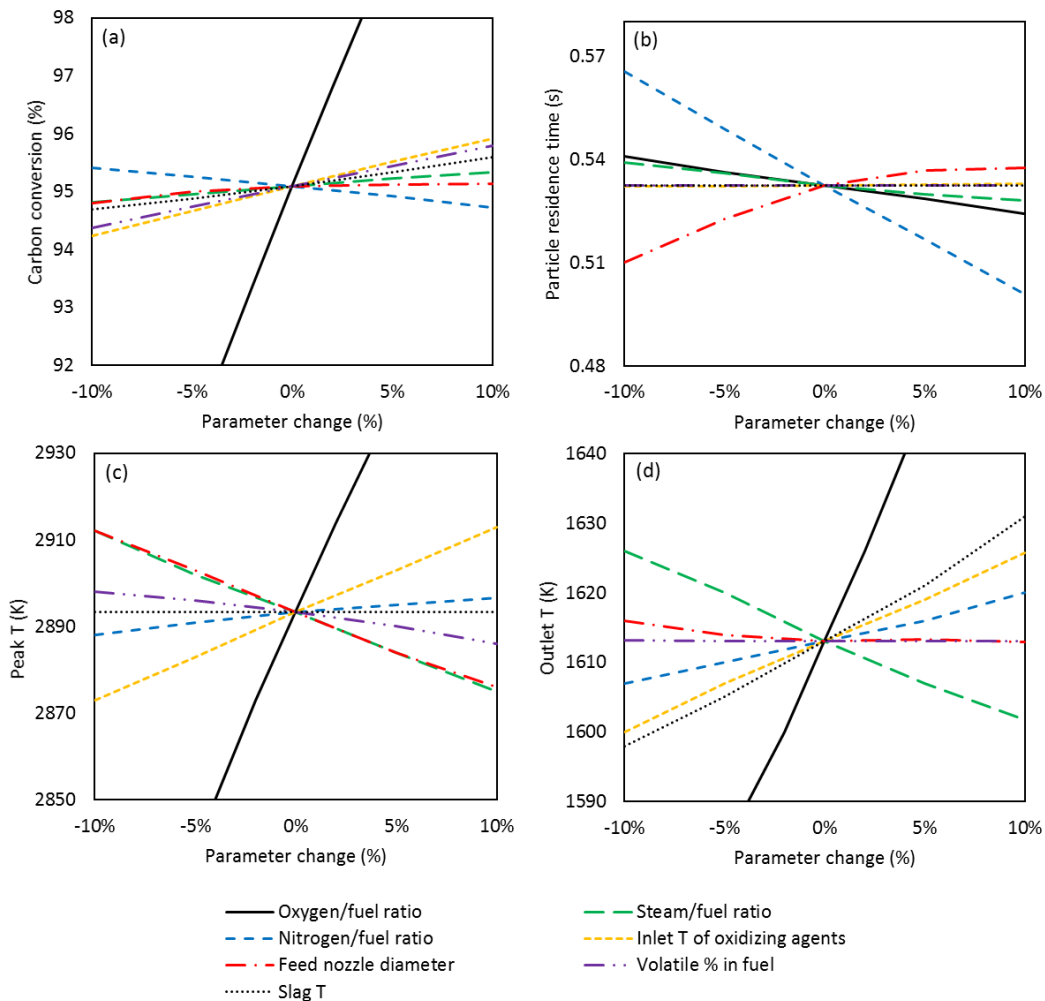 (a)
Carbon conversion (%)
98
97
96
95
94
93
92
-10%
-5%
0%
5%
10%
Parameter change (%)
(b)
Particle residence time (s)
0.57
0.54
0.51
0.48
-10%
-5%
0%
5%
10%
Parameter change (%)
(c)
Peak T (K)
2930
2910
2890
2870
2850
-10%
-5%
0%
5%
10%
Parameter change (%)
(d)
Outlet T (K)
1640
1630
1620
1610
1600
1590
-10%
-5%
0%
5%
10%
Parameter change (%)
Oxygen/fuel ratio
Steam/fuel ratio
Nitrogen/fuel ratio
Inlet T of oxidizing agents
Feed nozzle diameter
Volatile % in fuel
Slag T